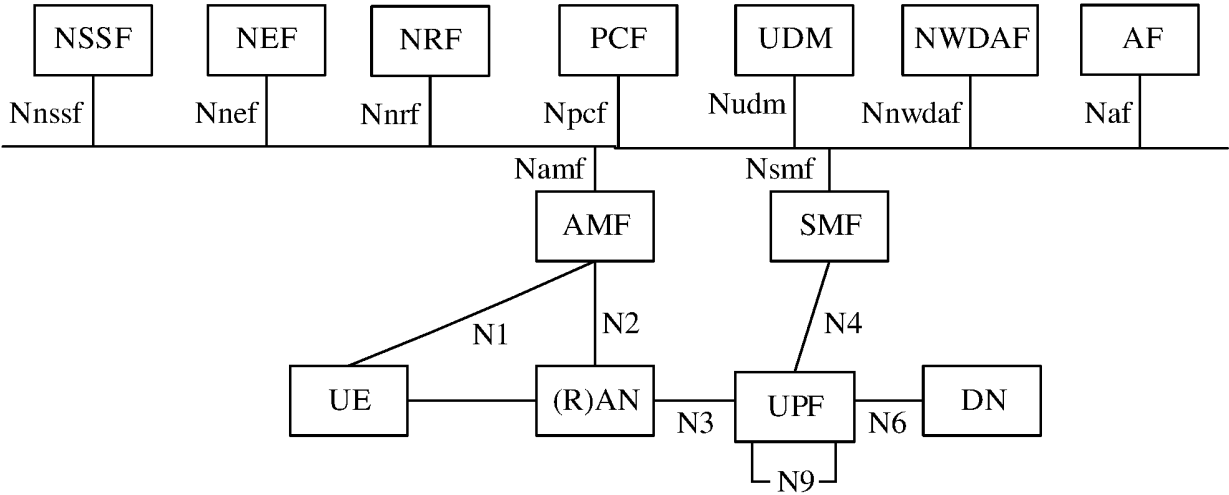 NSSF NEF NRF PCF UDM NWDAF AF
Nnssf Nnef Nnrf Npcf Nudm Nnwdaf Naf
Namf Nsmf
AMF SMF
N1 N2 N4
UE (R)AN UPF DN
N3 N6
N9